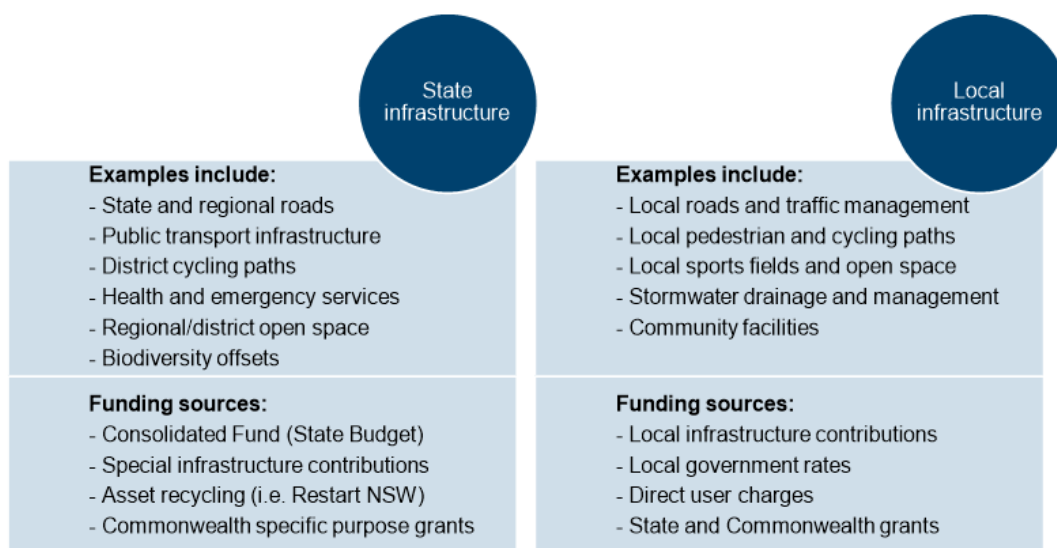 State
infrastructure
Examples include:
- State and regional roads
- Public transport infrastructure
- District cycling paths
- Health and emergency services
- Regional/district open space
- Biodiversity offsets
Funding sources:
- Consolidated Fund (State Budget)
- Special infrastructure contributions
- Asset recycling (i.e. Restart NSW)
- Commonwealth specific purpose grants
Local
infrastructure
Examples include:
- Local roads and traffic management
- Local pedestrian and cycling paths
- Local sports fields and open space
- Stormwater drainage and management
- Community facilities
Funding sources:
- Local infrastructure contributions
- Local government rates
- Direct user charges
- State and Commonwealth grants